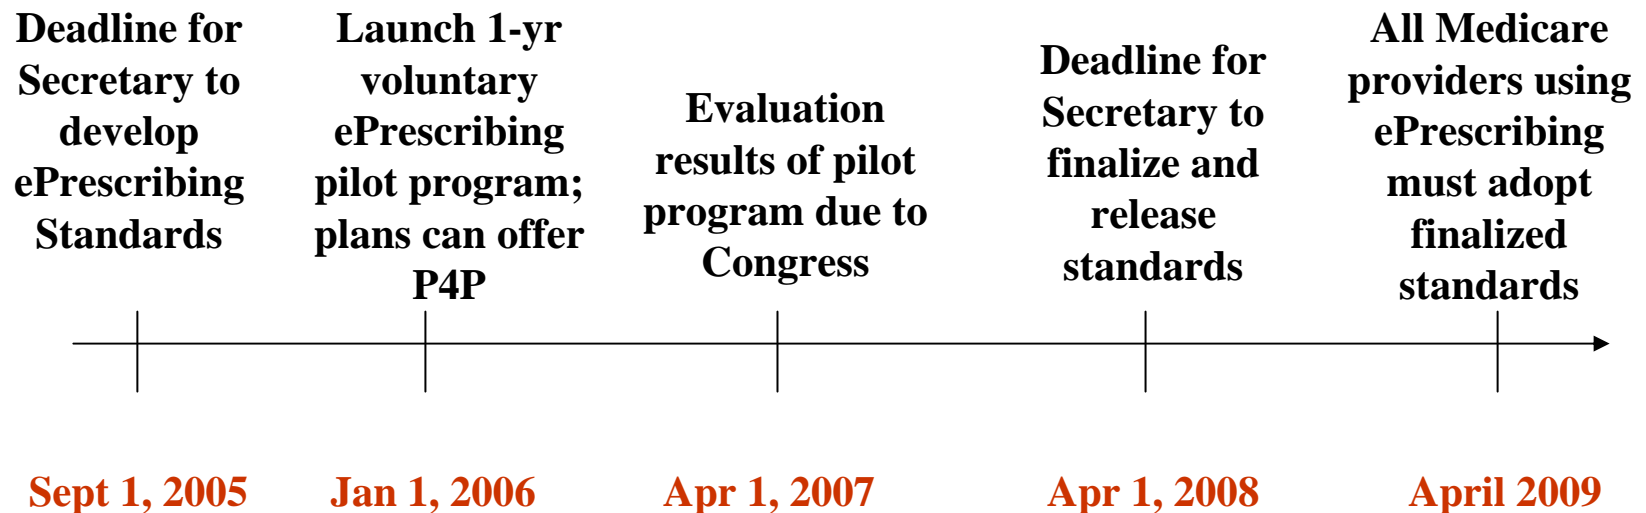 Deadline for
Secretary to
develop
ePrescribing
Standards
Launch 1-yr
voluntary
ePrescribing
pilot program;
plans can offer
P4P
Evaluation
results of pilot
program due to
Congress
Deadline for
Secretary to
finalize and
release
standards
All Medicare
providers using
ePrescribing
must adopt
finalized
standards
Sept 1, 2005
Jan 1, 2006
Apr 1, 2007
Apr 1, 2008
April 2009